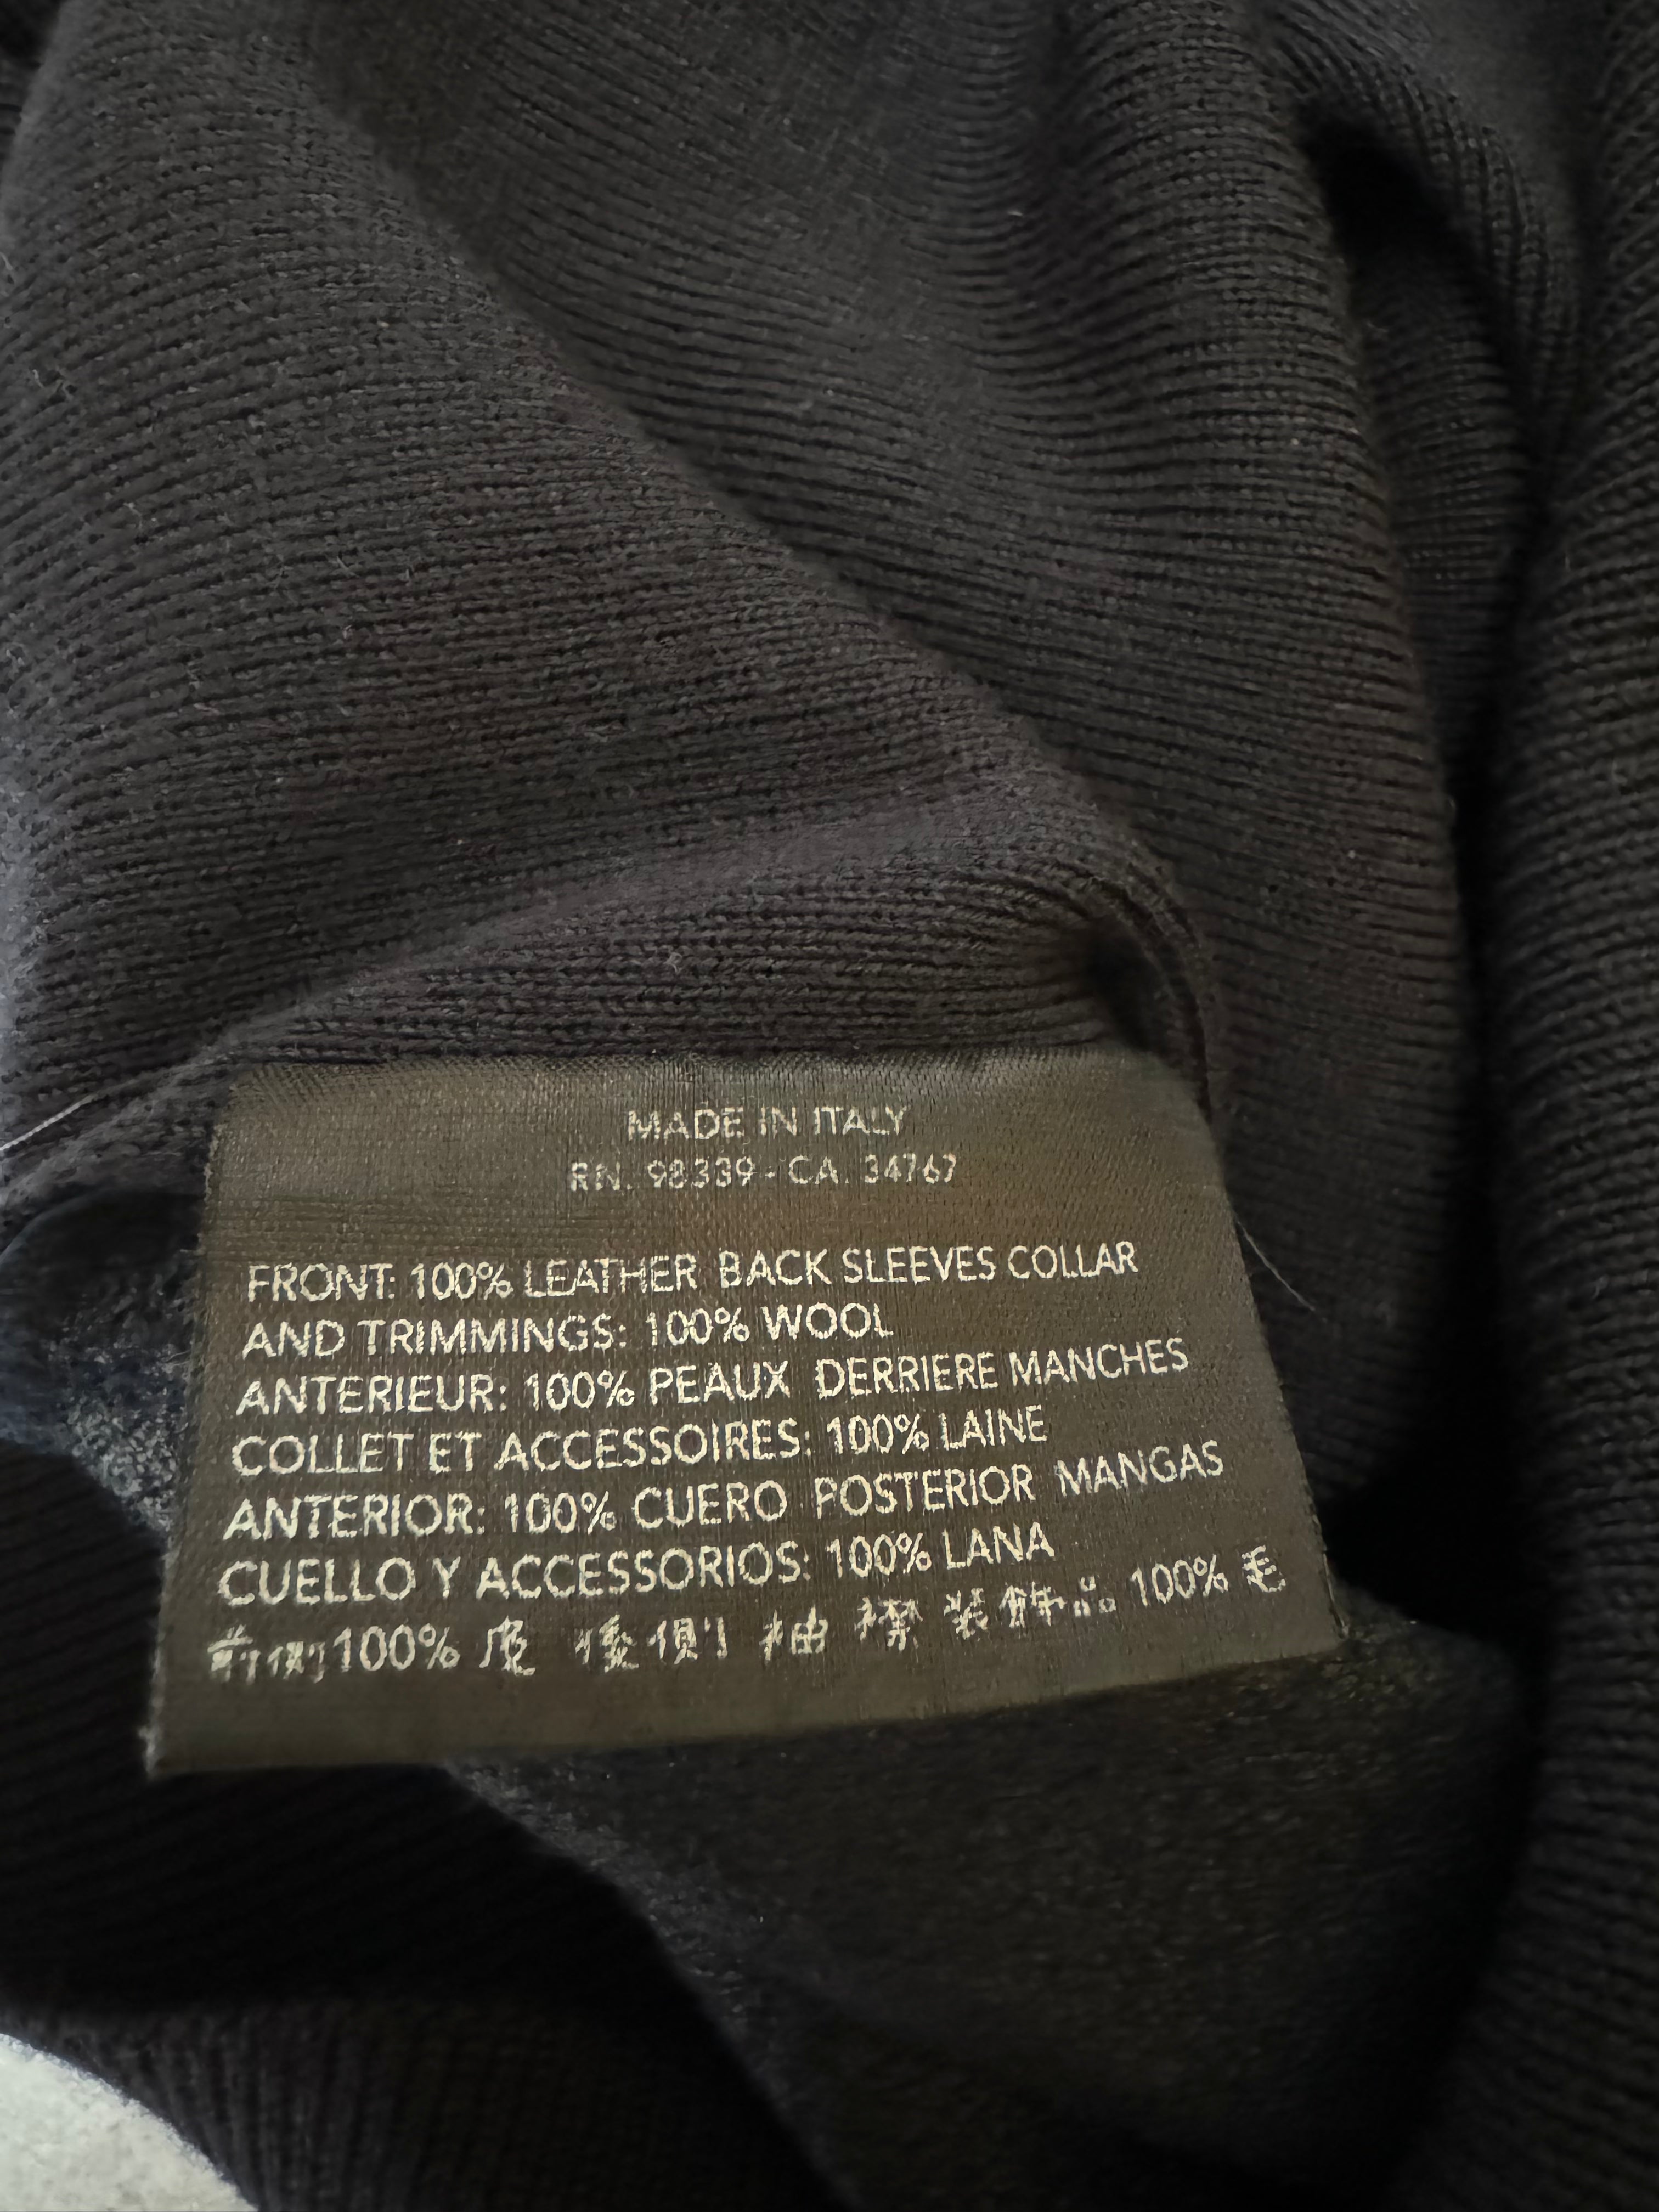 MADE IN ITALY
RN. 98339 - CA. 34767
FRONT: 100% LEATHER BACK SLEEVES COLLAR
AND TRIMMINGS: 100% WOOL
ANTERIEUR: 100% PEAUX DERRIERE MANCHES
COLLET ET ACCESSOIRES: 100% LAINE
ANTERIOR: 100% CUERO POSTERIOR MANGAS
CUELLO Y ACCESSORIOS: 100% LANA
前側100% 皮 後側 袖 襟 装飾品 100% 毛